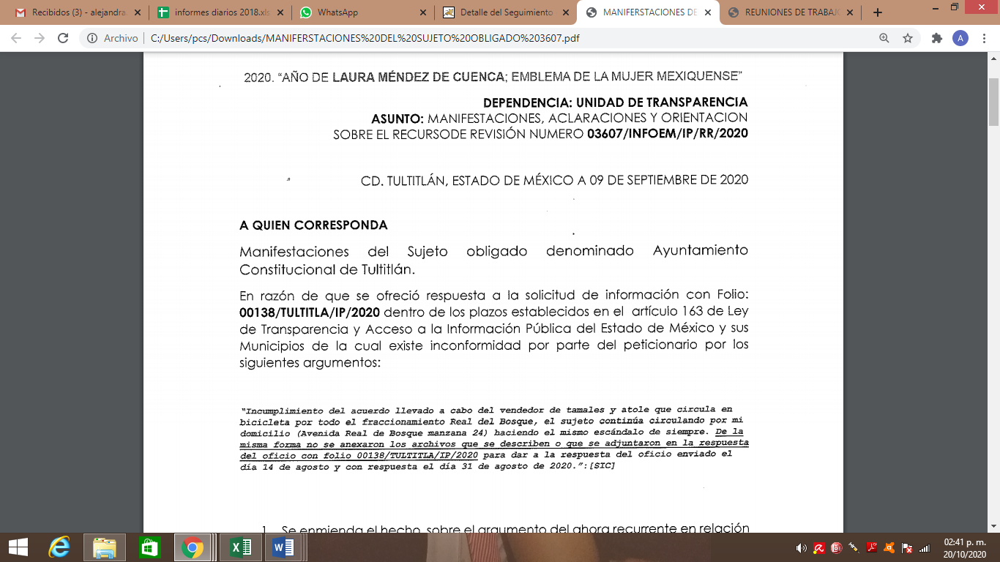 Recibidos (3) - alejandra
informes diarios 2018.xls
WhatsApp
Detalle del Seguimiento
MANIFERSTACIONES DE
REUNIONES DE TRABAJO
Archivo | C:/Users/pcs/Downloads/MANIFERSTACIONES%20DEL%20SUJETO%20OBLIGADO%203607.pdf
A
2020. "AÑO DE LAURA MÉNDEZ DE CUENCA; EMBLEMA DE LA MUJER MEXIQUENSE"
DEPENDENCIA: UNIDAD DE TRANSPARENCIA
ASUNTO: MANIFESTACIONES, ACLARACIONES Y ORIENTACION
SOBRE EL RECURSODE REVISIÓN NUMERO 03607/INFOEM/IP/RR/2020
CD. TULTITLÁN, ESTADO DE MÉXICO A 09 DE SEPTIEMBRE DE 2020
A QUIEN CORRESPONDA
Manifestaciones del Sujeto obligado denominado Ayuntamiento
Constitucional de Tultitlán.
En razón de que se ofreció respuesta a la solicitud de información con Folio:
00138/TULTITLA/IP/2020 dentro de los plazos establecidos en el artículo 163 de Ley
de Transparencia y Acceso a la Información Pública del Estado de México y sus
Municipios de la cual existe inconformidad por parte del peticionario por los
siguientes argumentos:
"Incumplimiento del acuerdo llevado a cabo del vendedor de tamales y atole que circula en
bicicleta por todo el fraccionamiento Real del Bosque, el sujeto continúa circulando por mi
domicilio (Avenida Real de Bosque manzana 24) haciendo el mismo escándalo de siempre. De la
misma forma no se anexaron los archivos que se describen o que se adjuntaron en la respuesta
del oficio con folio 00138/TULTITLA/IP/2020 para dar a la respuesta del oficio enviado el
día 14 de agosto y con respuesta el día 31 de agosto de 2020.":[SIC]
1. Se enmienda el hecho, sobre el argumento del ahora recurrente en relación
02:41 p. m.
20/10/2020